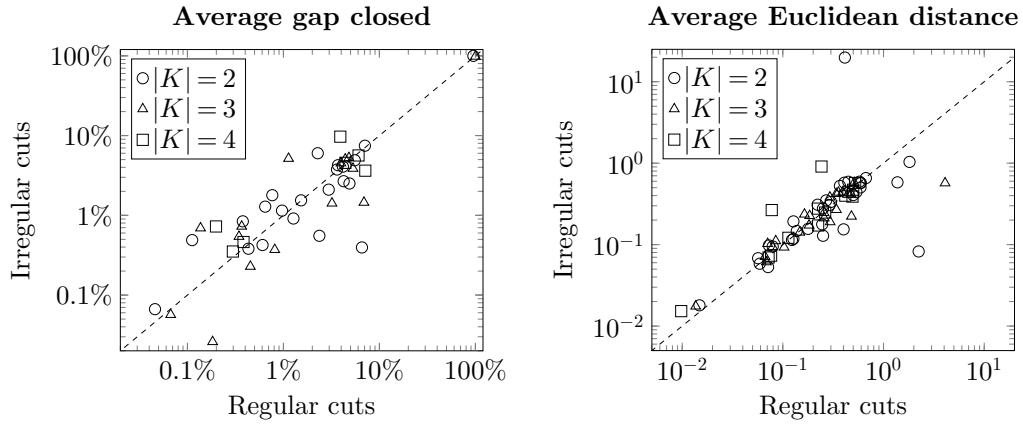 Average gap closed
100%
10%
1%
0.1%
Irregular cuts
|K| = 2
|K| = 3
|K| = 4
0.1%
1%
10%
100%
Regular cuts
Average Euclidean distance
10^1
10^0
10^−1
10^−2
Irregular cuts
|K| = 2
|K| = 3
|K| = 4
10^−2
10^−1
10^0
10^1
Regular cuts